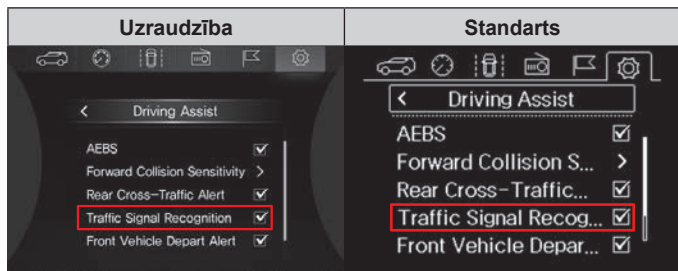 Uzraudzība
Standarts
Driving Assist
AEBS
Forward Collision Sensitivity
Rear Cross-Traffic Alert
Traffic Signal Recognition
Front Vehicle Depart Alert
Driving Assist
AEBS
Forward Collision S...
Rear Cross-Traffic...
Traffic Signal Recog...
Front Vehicle Depar...